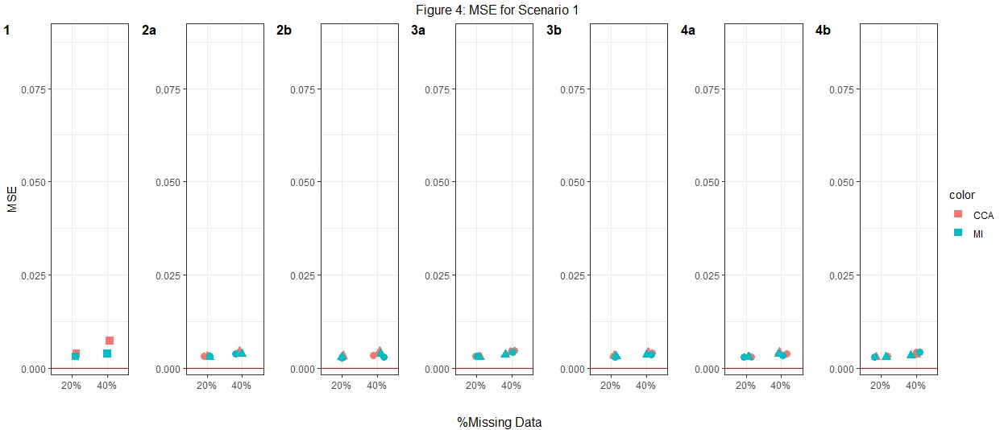 Figure 4: MSE for Scenario 1
1 2a 2b 3a 3b 4a 4b
0.075 0.075 0.075 0.075 0.075 0.075 0.075
0.050 0.050 0.050 0.050 0.050 0.050 0.050
MSE
color
CCA
MI
0.025 0.025 0.025 0.025 0.025 0.025 0.025
0.000 0.000 0.000 0.000 0.000 0.000 0.000
20% 40% 20% 40% 20% 40% 20% 40% 20% 40% 20% 40% 20% 40%
%Missing Data